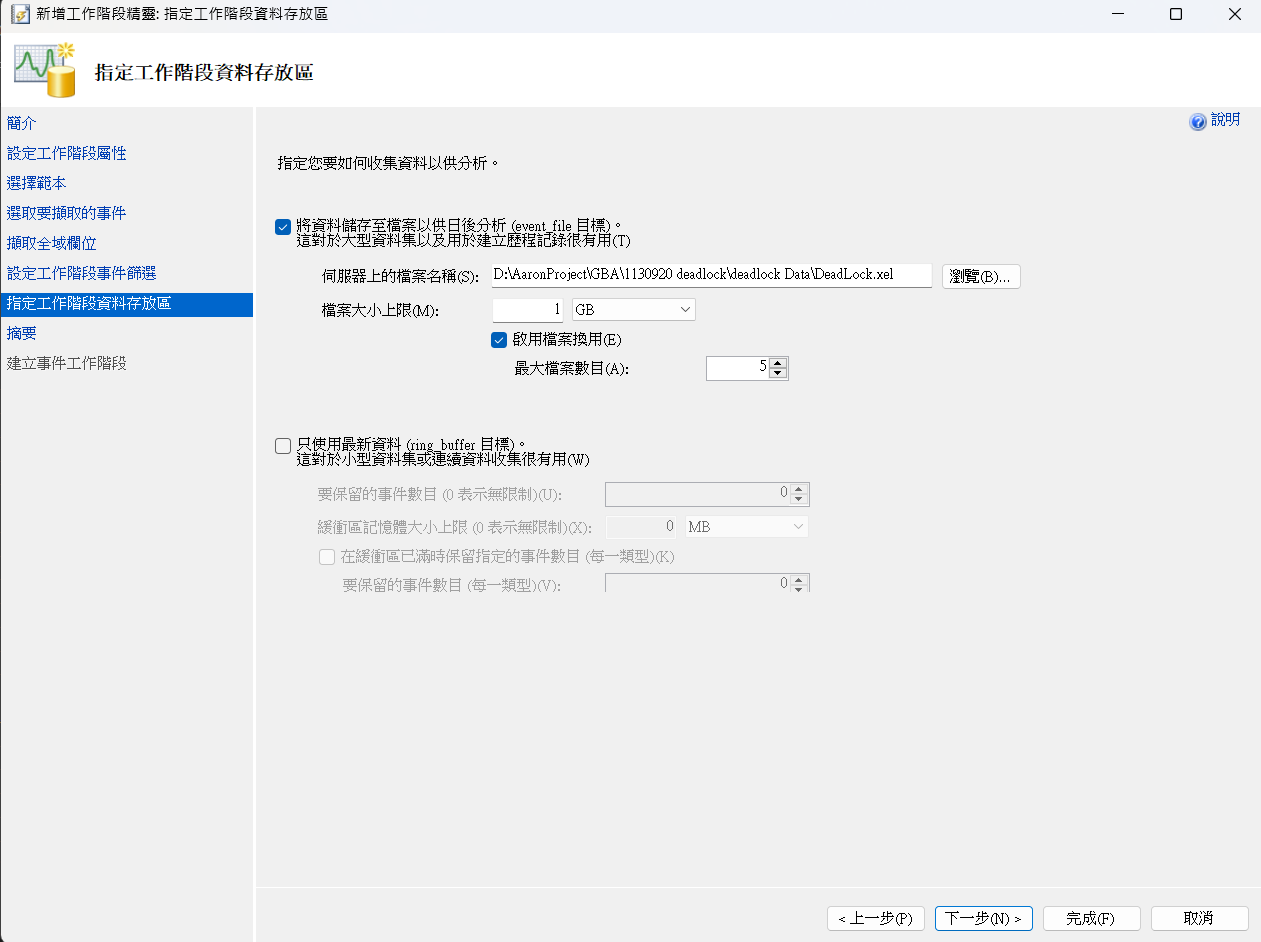 新增工作階段精靈: 指定工作階段資料存放區
指定工作階段資料存放區
簡介
設定工作階段屬性
選擇範本
選取要擷取的事件
擷取全域欄位
設定工作階段事件篩選
指定工作階段資料存放區
摘要
建立事件工作階段
說明
指定您要如何收集資料以供分析。
將資料儲存至檔案以供日後分析 (event_file 目標)。
這對於大型資料集以及用於建立歷程記錄很有用(T)
伺服器上的檔案名稱(S): D:\AaronProject\GBA\1130920 deadlock\deadlock Data\DeadLock.xel 瀏覽(B)...
檔案大小上限(M): 1 GB
啟用檔案換用(E)
最大檔案數目(A): 5
只使用最新資料 (ring_buffer 目標)。
這對於小型資料集或連續資料收集很有用(W)
要保留的事件數目 (0 表示無限制)(U): 0
緩衝區記憶體大小上限 (0 表示無限制)(X): 0 MB
在緩衝區已滿時保留指定的事件數目 (每一類型)(K)
要保留的事件數目 (每一類型)(V): 0
< 上一步(P) 下一步(N) > 完成(F) 取消